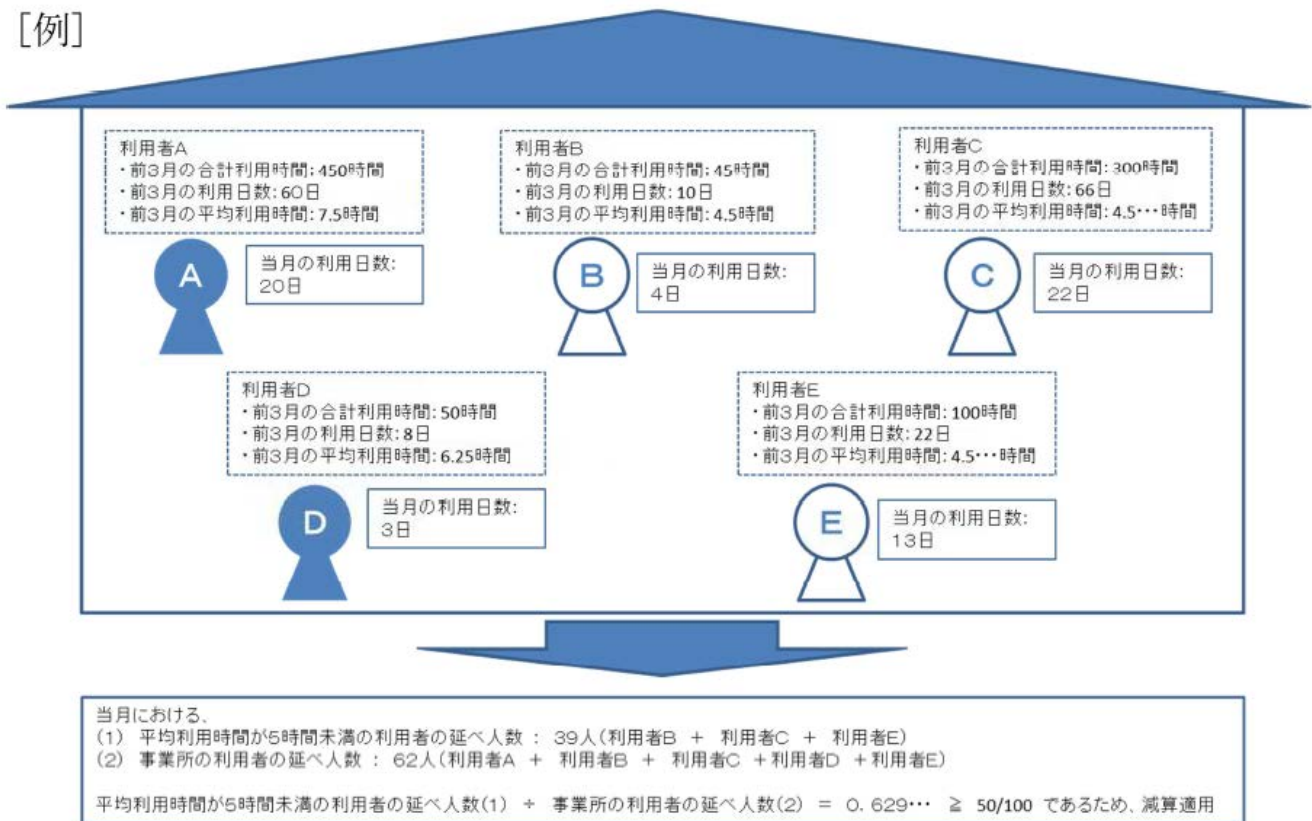 [例]
利用者A
・前3月の合計利用時間:450時間
・前3月の利用日数:60日
・前3月の平均利用時間:7.5時間
A
当月の利用日数:
20日
利用者B
・前3月の合計利用時間:45時間
・前3月の利用日数:10日
・前3月の平均利用時間:4.5時間
B
当月の利用日数:
4日
利用者C
・前3月の合計利用時間:300時間
・前3月の利用日数:66日
・前3月の平均利用時間:4.5・・・時間
C
当月の利用日数:
22日
利用者D
・前3月の合計利用時間:50時間
・前3月の利用日数:8日
・前3月の平均利用時間:6.25時間
D
当月の利用日数:
3日
利用者E
・前3月の合計利用時間:100時間
・前3月の利用日数:22日
・前3月の平均利用時間:4.5・・・時間
E
当月の利用日数:
13日
当月における、
(1) 平均利用時間が5時間未満の利用者の延べ人数 : 39人(利用者B + 利用者C + 利用者E)
(2) 事業所の利用者の延べ人数 : 62人(利用者A + 利用者B + 利用者C +利用者D +利用者E)
平均利用時間が5時間未満の利用者の延べ人数(1) ÷ 事業所の利用者の延べ人数(2) = 0.629・・・ ≧ 50/100 であるため、減算適用